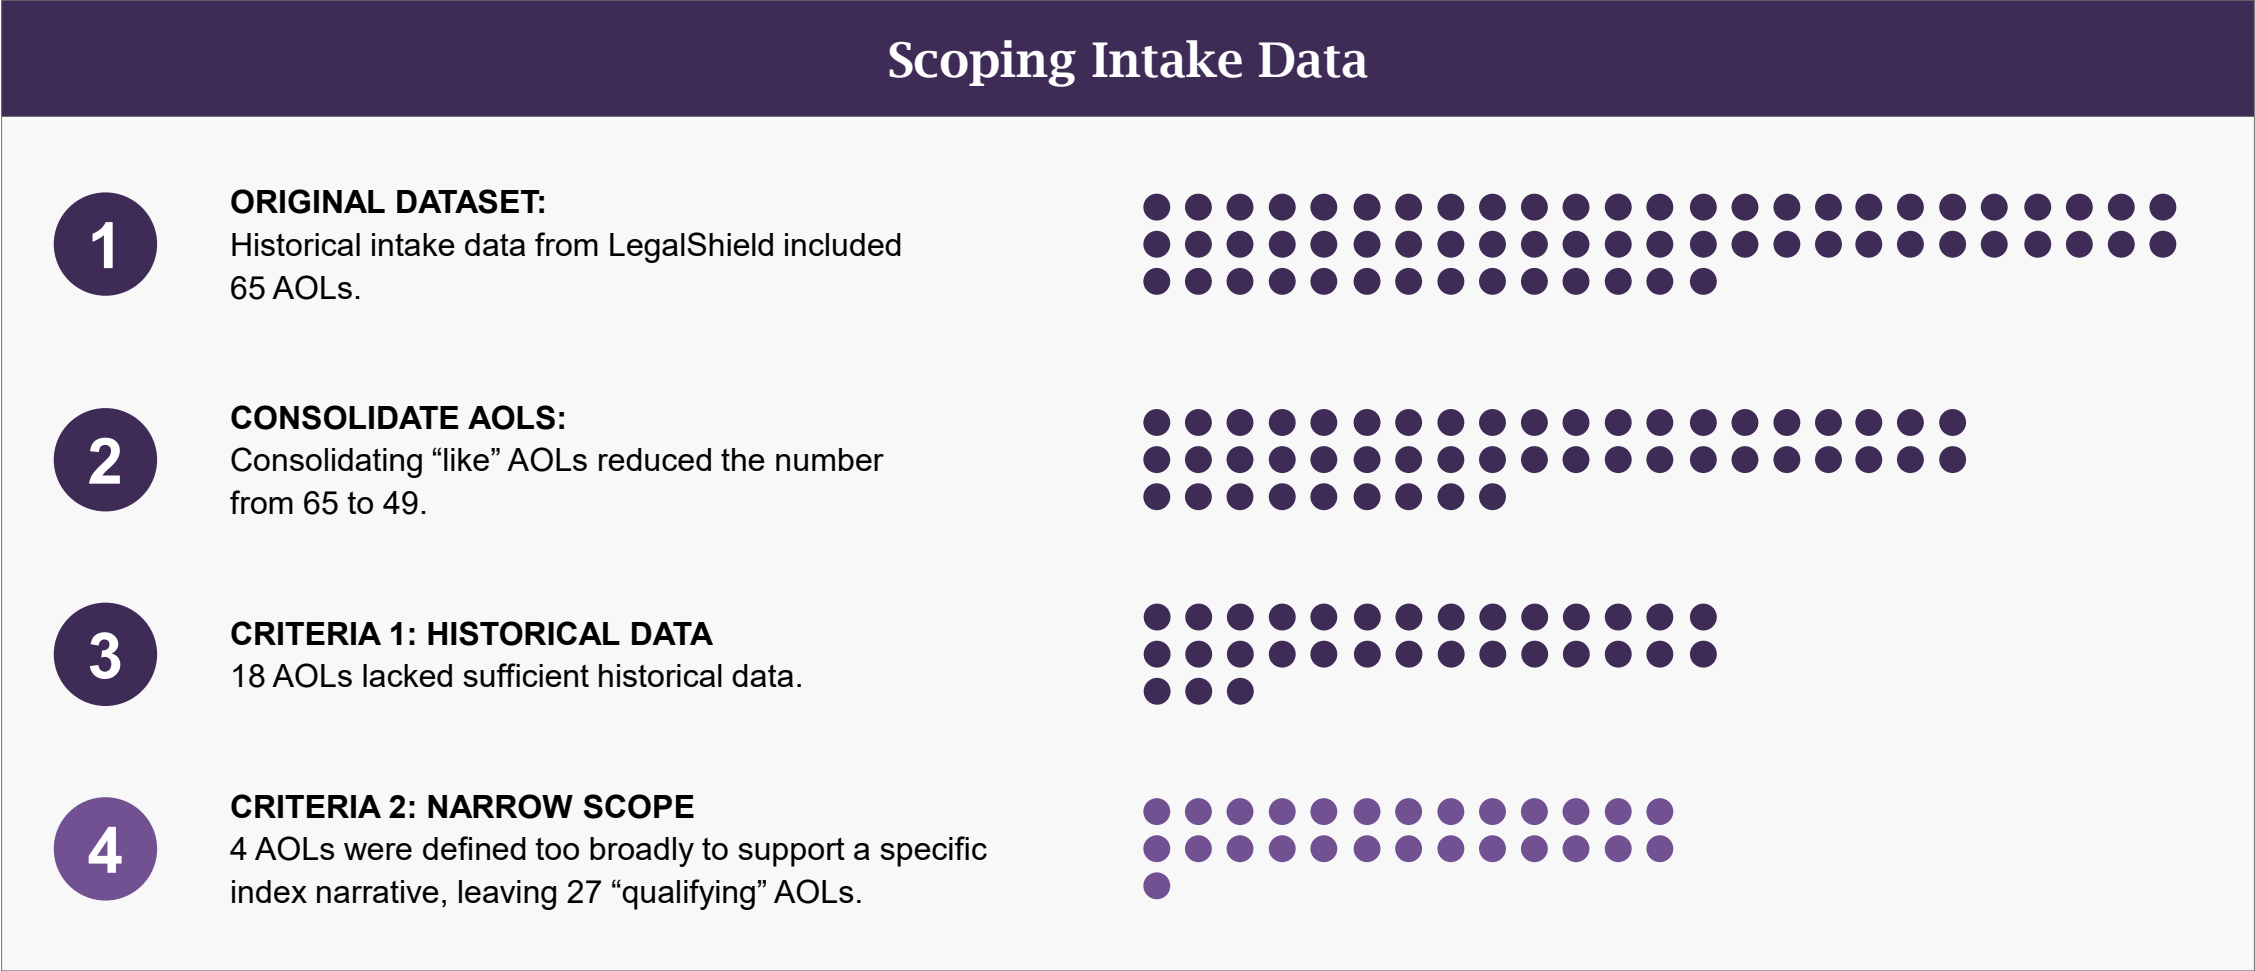 Scoping Intake Data
1
ORIGINAL DATASET:
Historical intake data from LegalShield included
65 AOLs.
2
CONSOLIDATE AOLS:
Consolidating “like” AOLs reduced the number
from 65 to 49.
3
CRITERIA 1: HISTORICAL DATA
18 AOLs lacked sufficient historical data.
4
CRITERIA 2: NARROW SCOPE
4 AOLs were defined too broadly to support a specific
index narrative, leaving 27 “qualifying” AOLs.